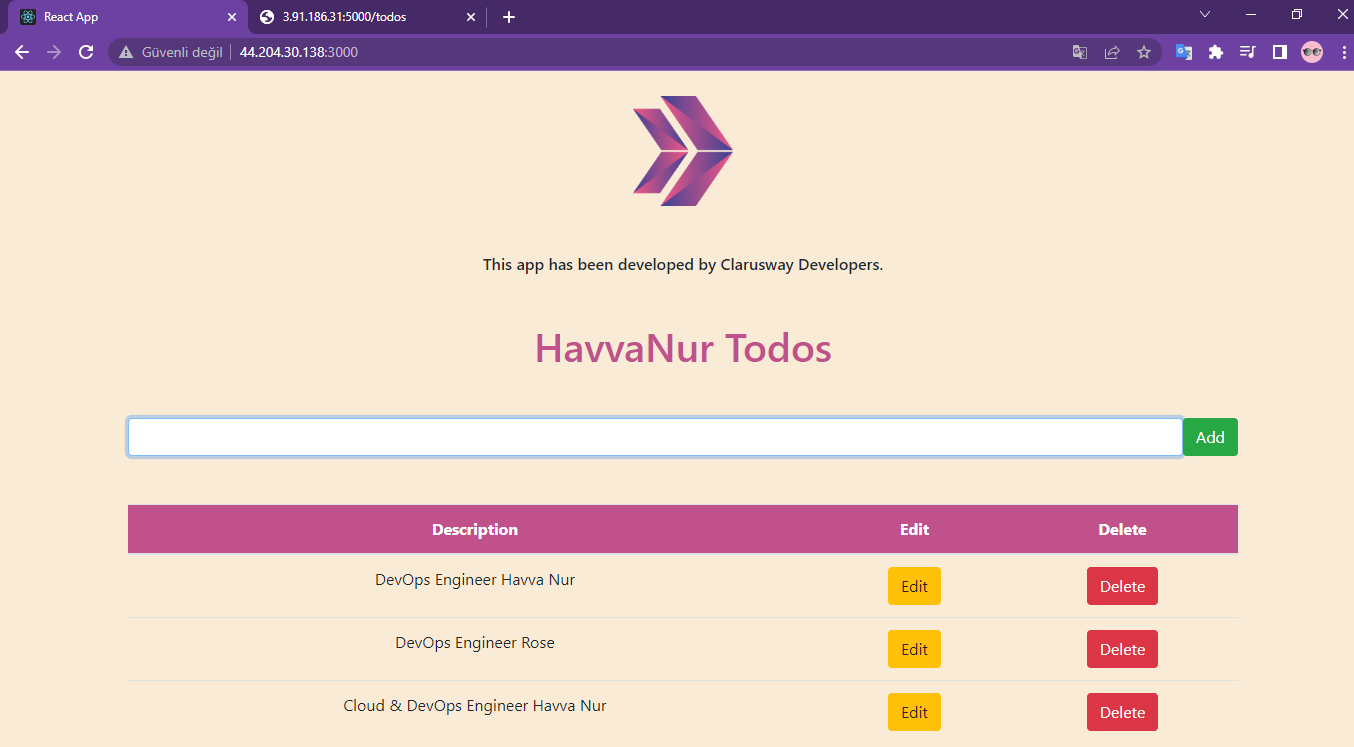 React App
3.91.186.31:5000/todos
Güvenli değil
44.204.30.138:3000
This app has been developed by Clarusway Developers.
HavvaNur Todos
Add
Description Edit Delete
DevOps Engineer Havva Nur Edit Delete
DevOps Engineer Rose Edit Delete
Cloud & DevOps Engineer Havva Nur Edit Delete